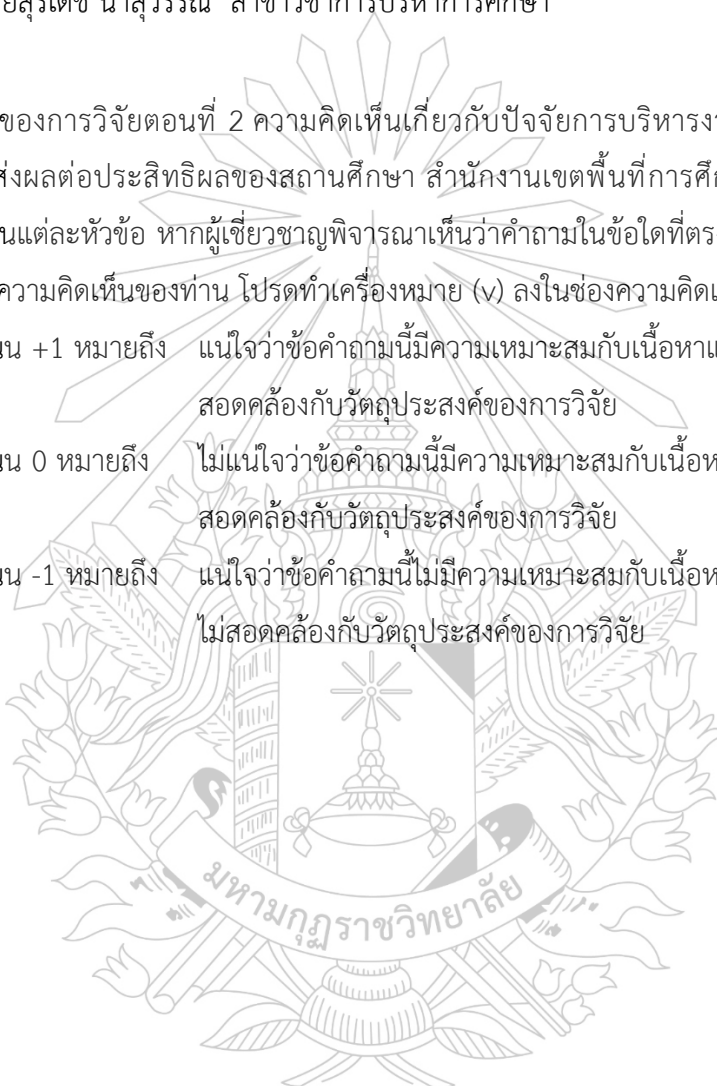 สาขาวิชาการบริหาการศึกษา
ของการวิจัยตอนที่ 2 ความคิดเห็นเกี่ยวกับปัจจัยการบริหารง
ส่งผลต่อประสิทธิผลของสถานศึกษา สำนักงานเขตพื้นที่การศึก
นแต่ละหัวข้อ หากผู้เชี่ยวชาญพิจารณาเห็นว่าคำถามในข้อใดที่ตร
ความคิดเห็นของท่าน โปรดทำเครื่องหมาย (v) ลงในช่องความคิดเ
นน +1 หมายถึง แน่ใจว่าข้อคำถามนี้มีความเหมาะสมกับเนื้อหาแ
สอดคล้องกับวัตถุประสงค์ของการวิจัย
นน 0 หมายถึง ไม่แน่ใจว่าข้อคำถามนี้มีความเหมาะสมกับเนื้อห
สอดคล้องกับวัตถุประสงค์ของการวิจัย
นน -1 หมายถึง แน่ใจว่าข้อคำถามนี้ไม่มีความเหมาะสมกับเนื้อห
ไม่สอดคล้องกับวัตถุประสงค์ของการวิจัย
มหามกุฏราชวิทยาลัย